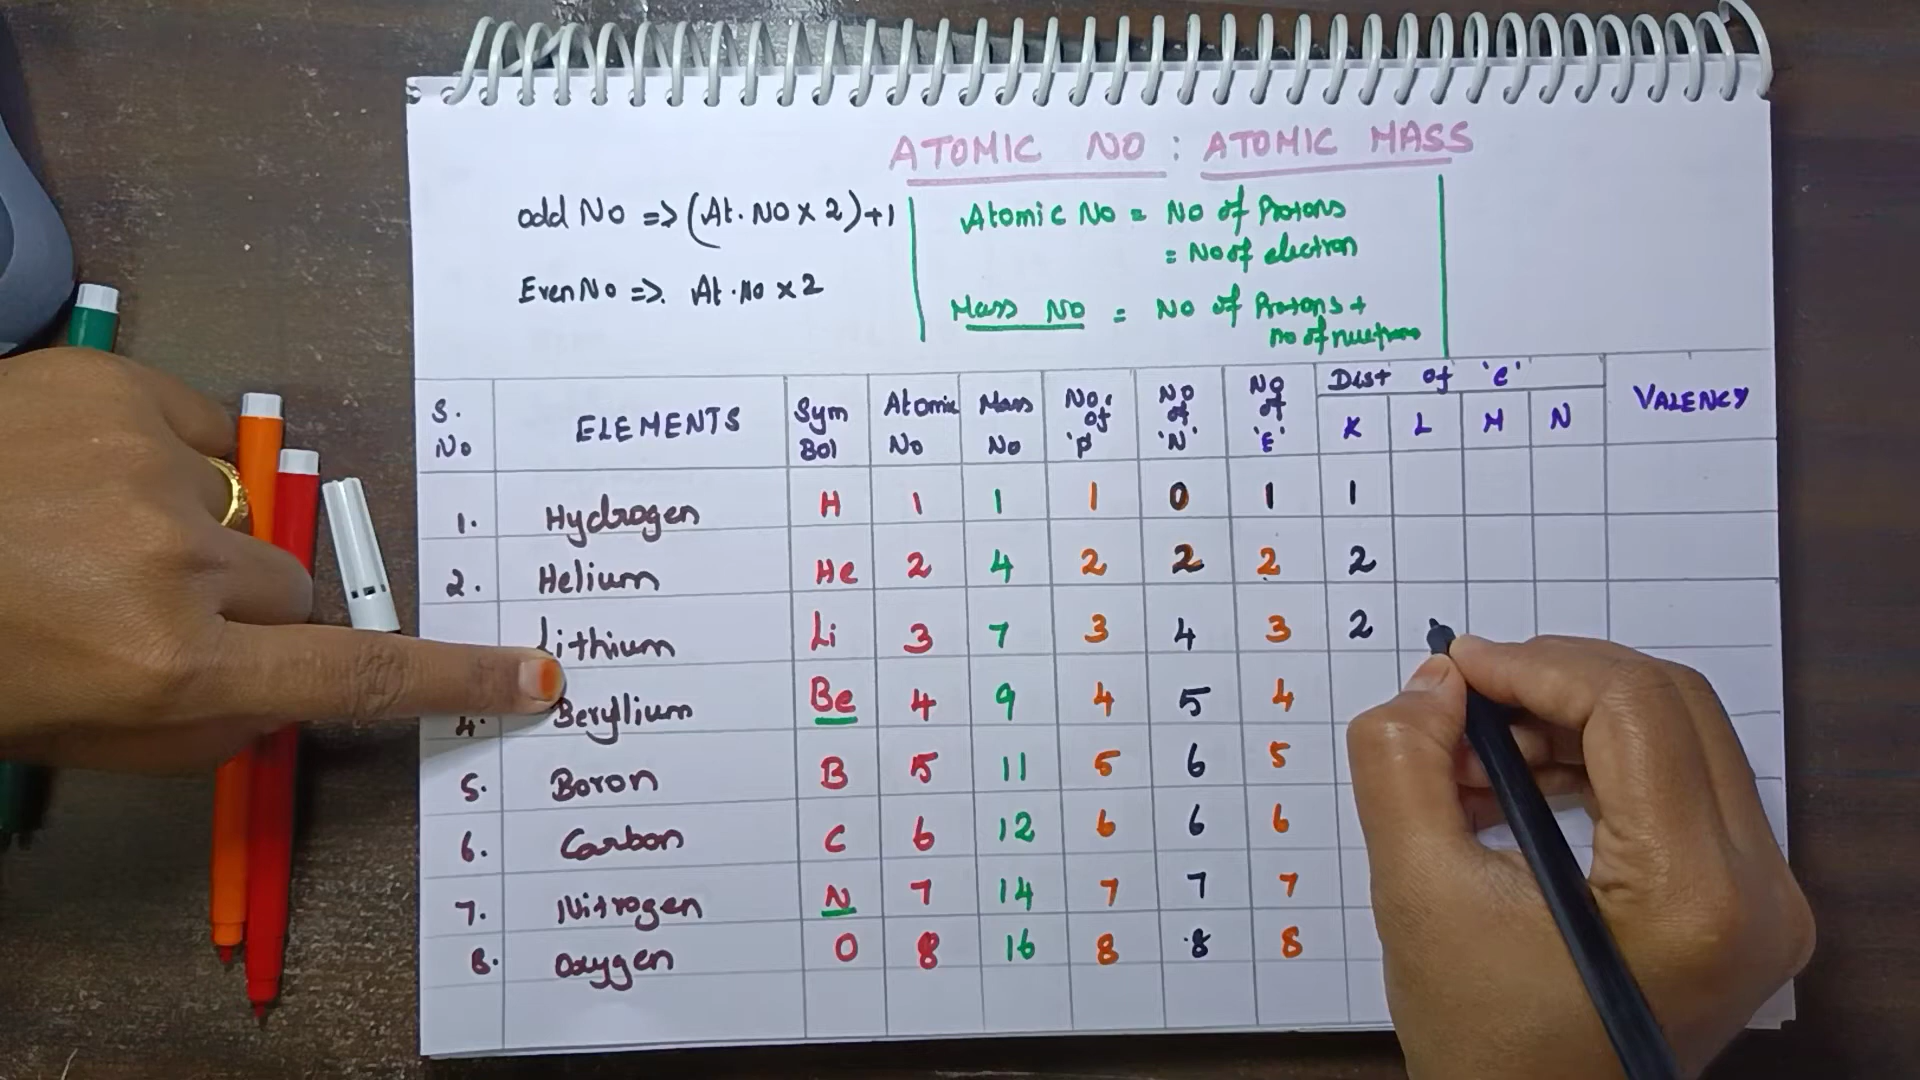 ATOMIC NO : ATOMIC MASS
odd No => (At. NO x 2)+1
Even No =>. At. No x 2
Atomic No = No of Protons
= No of electron
Mass No = No of Protons +
no of neutrons
S. No ELEMENTS Sym Bol Atomic No Mass No No. of 'P' No of 'N' No of 'E' Dist of 'e' VALENCY
K L M N
1. Hydrogen H 1 1 1 0 1 1
2. Helium He 2 4 2 2 2 2
Lithium Li 3 7 3 4 3 2
4. Beryllium Be 4 9 4 5 4
5. Boron B 5 11 5 6 5
6. Carbon C 6 12 6 6 6
7. Nitrogen N 7 14 7 7 7
8. Oxygen O 8 16 8 8 8